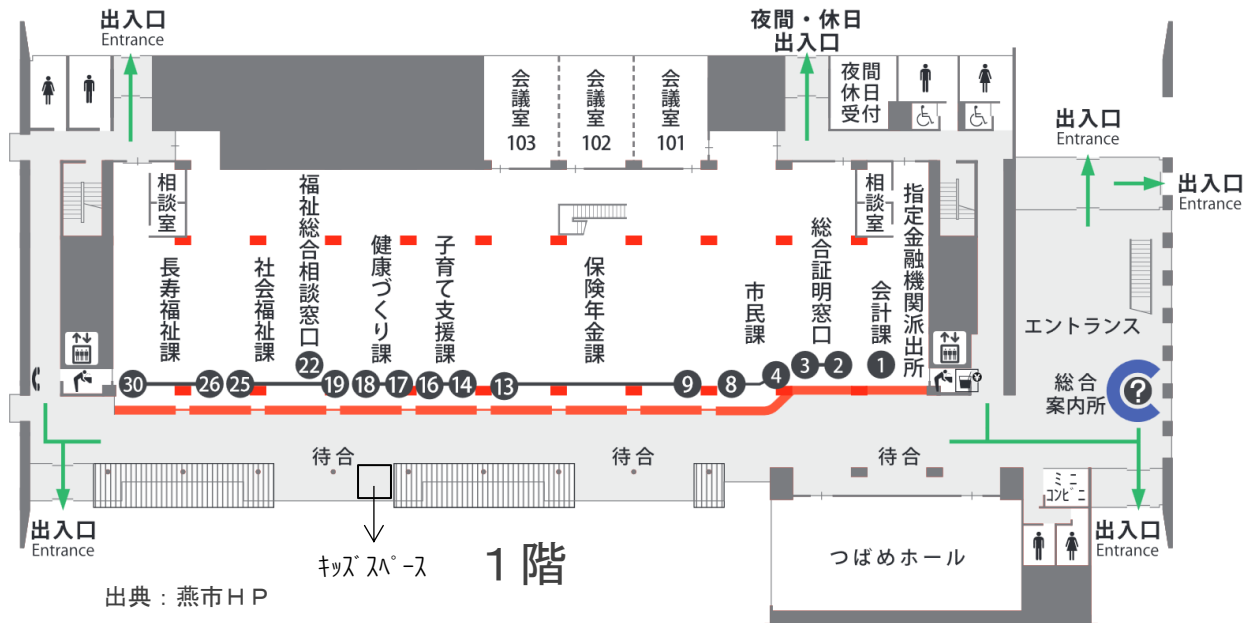 出入口
Entrance
夜間・休日
出入口
夜間
休日
受付
会議室
103
会議室
102
会議室
101
出入口
Entrance
出入口
Entrance
相談室
相談室
長寿福祉課
社会福祉課
福祉総合相談窓口
健康づくり課
子育て支援課
保険年金課
市民課
総合証明窓口
会計課
指定金融機関派出所
エントランス
総合
案内所
?
30
26
25
22
19
18
17
16
14
13
9
8
4
3
2
1
待合
待合
待合
ミニ
コンビニ
出入口
Entrance
キッズスペース
1階
つばめホール
出入口
Entrance
出典：燕市HP